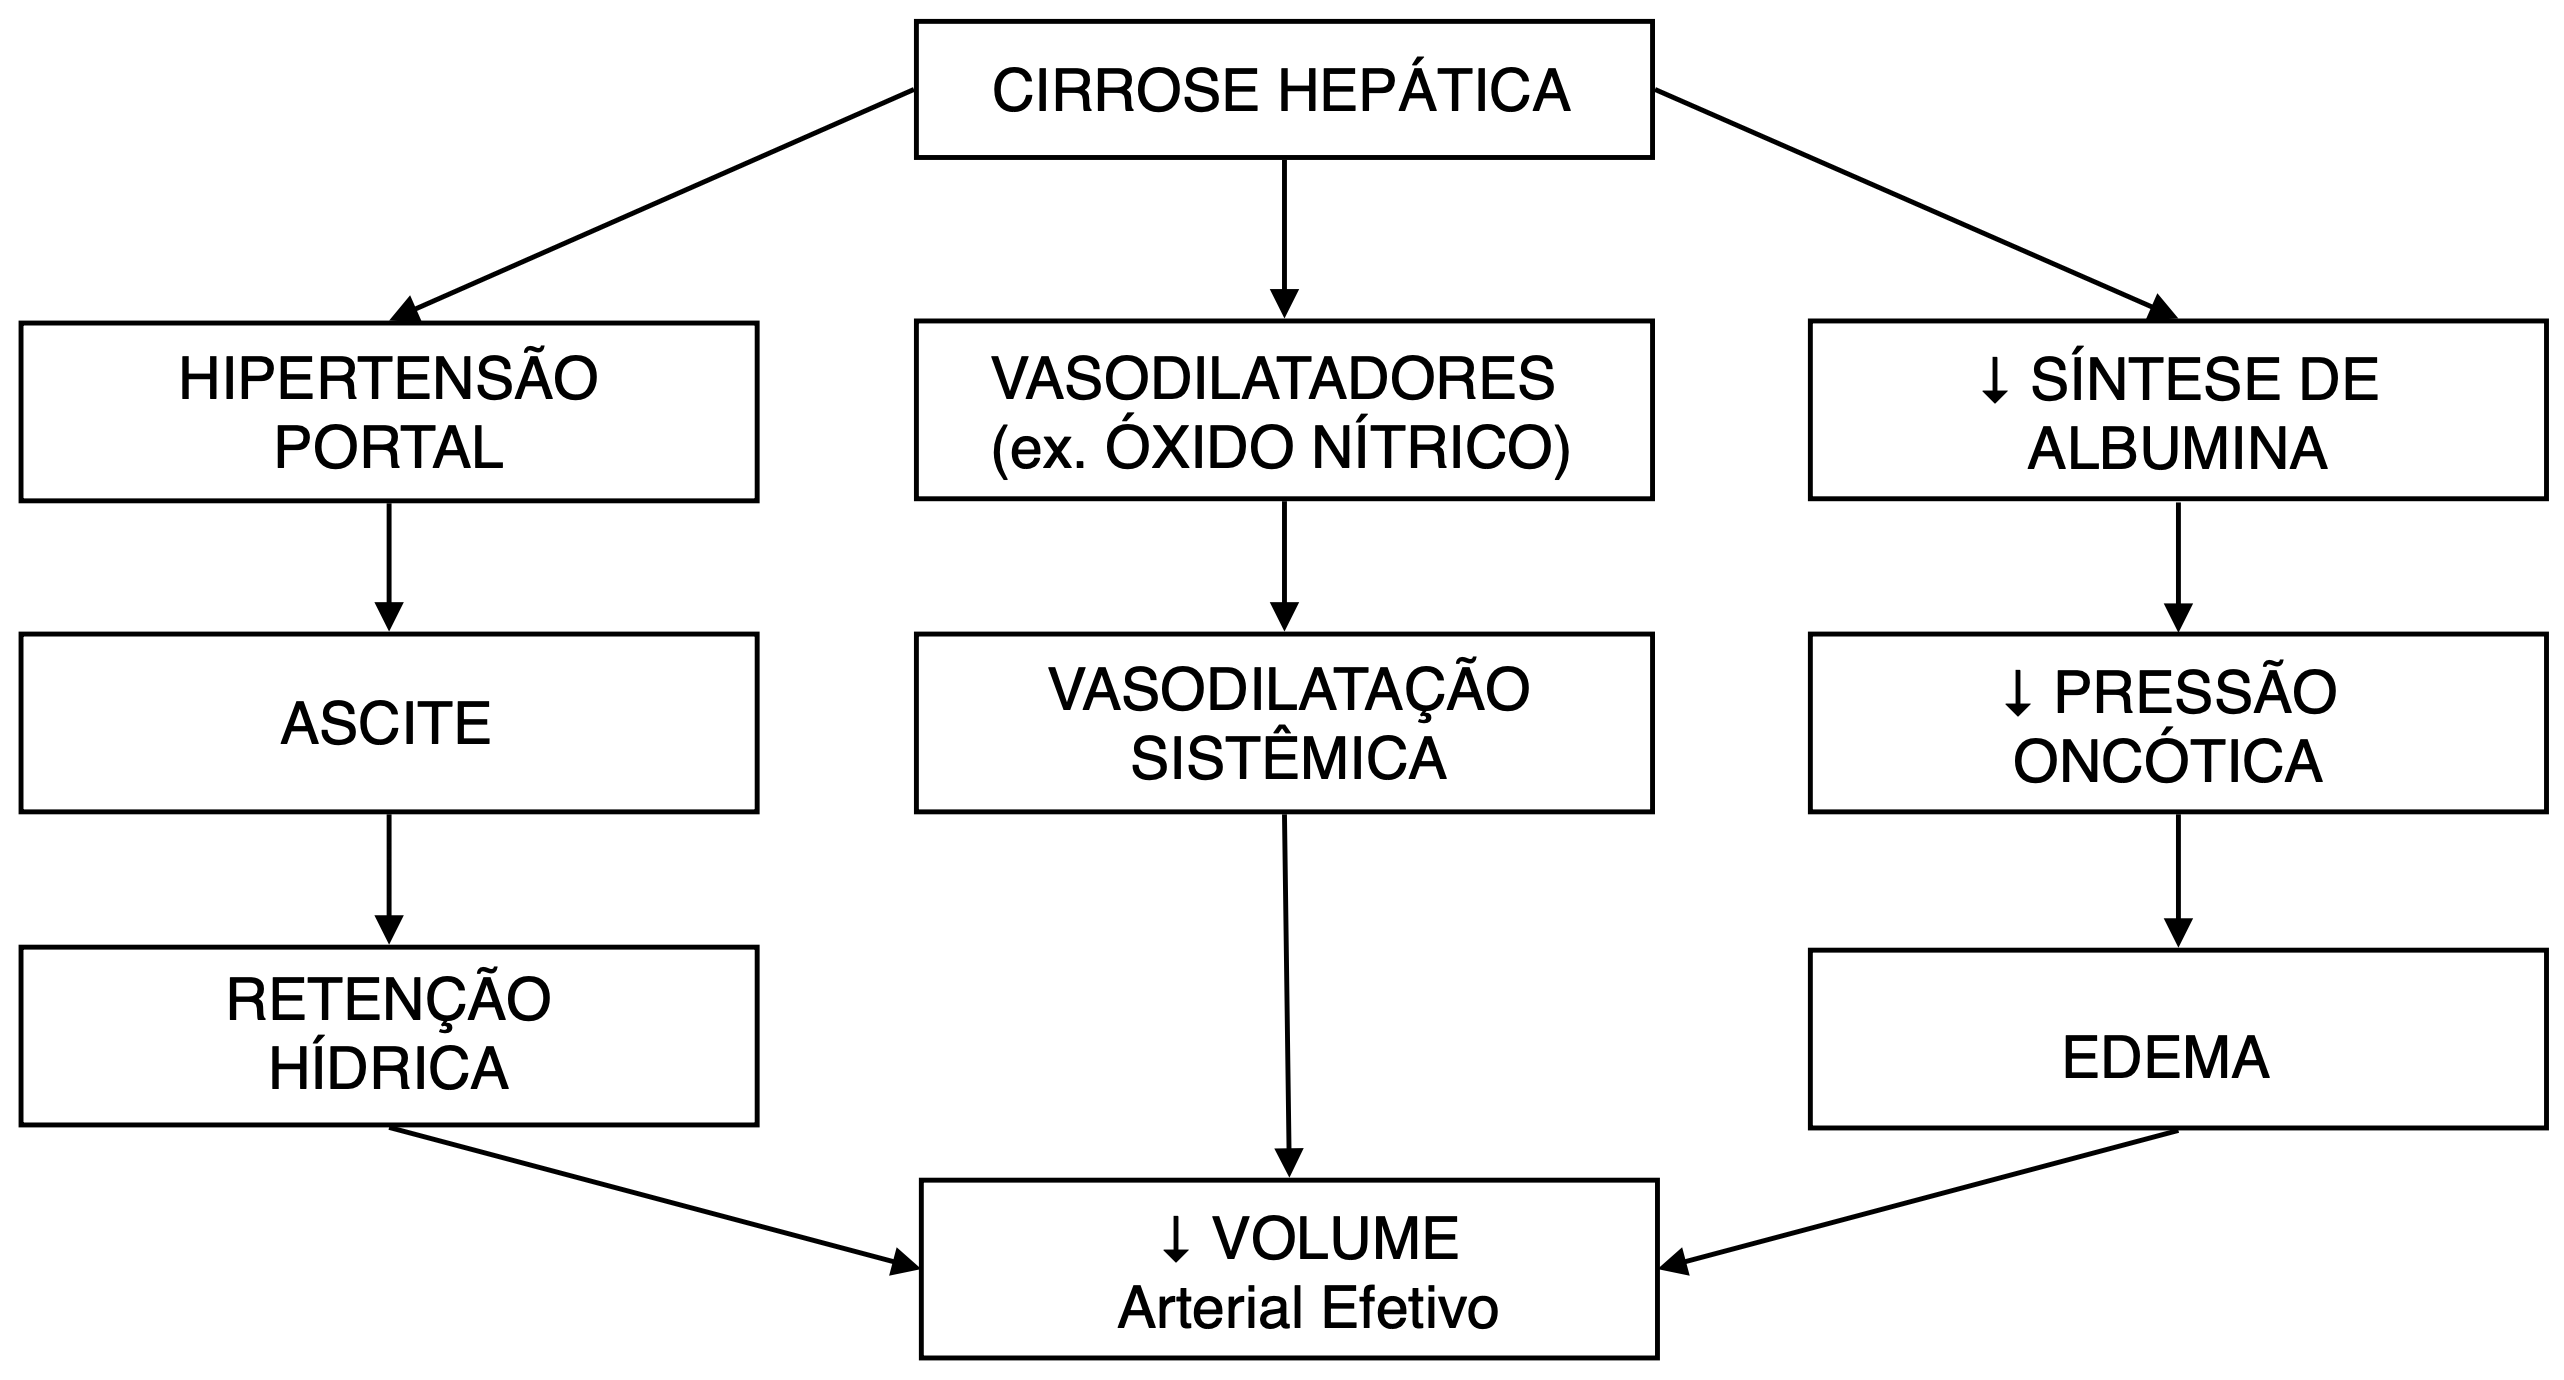 CIRROSE HEPÁTICA
HIPERTENSÃO
PORTAL
VASODILATADORES
(ex. ÓXIDO NÍTRICO)
↓ SÍNTESE DE
ALBUMINA
ASCITE
VASODILATAÇÃO
SISTÊMICA
↓ PRESSÃO
ONCÓTICA
RETENÇÃO
HÍDRICA
EDEMA
↓ VOLUME
Arterial Efetivo